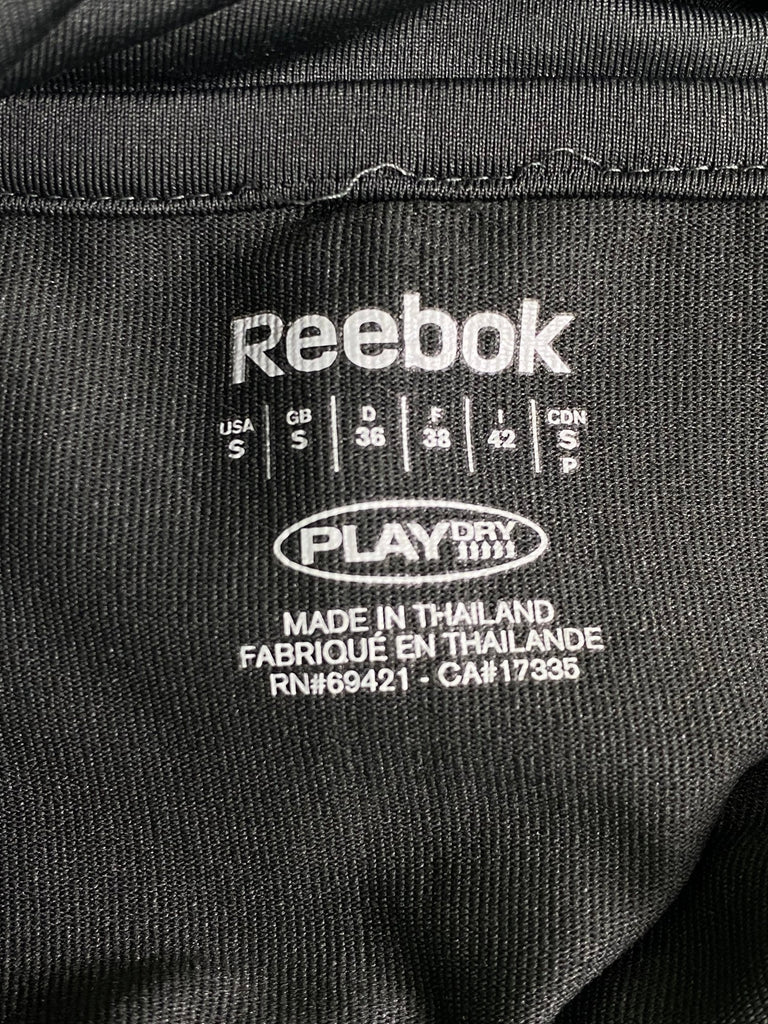 Reebok
USA GB D F I CDN
S S 36 38 42 S
P
PLAY DRY
MADE IN THAILAND
FABRIQUÉ EN THAILANDE
RN#69421 - CA#17335